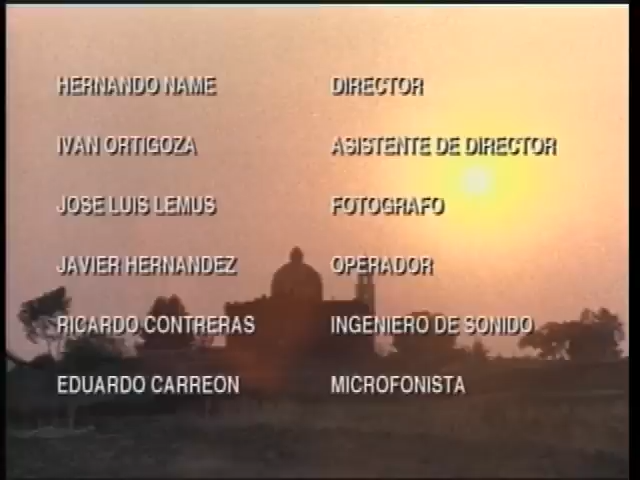 HERNANDO NAME DIRECTOR
IVAN ORTIGOZA ASISTENTE DE DIRECTOR
JOSE LUIS LEMUS FOTOGRAFO
JAVIER HERNANDEZ OPERADOR
RICARDO CONTRERAS INGENIERO DE SONIDO
EDUARDO CARREON MICROFONISTA